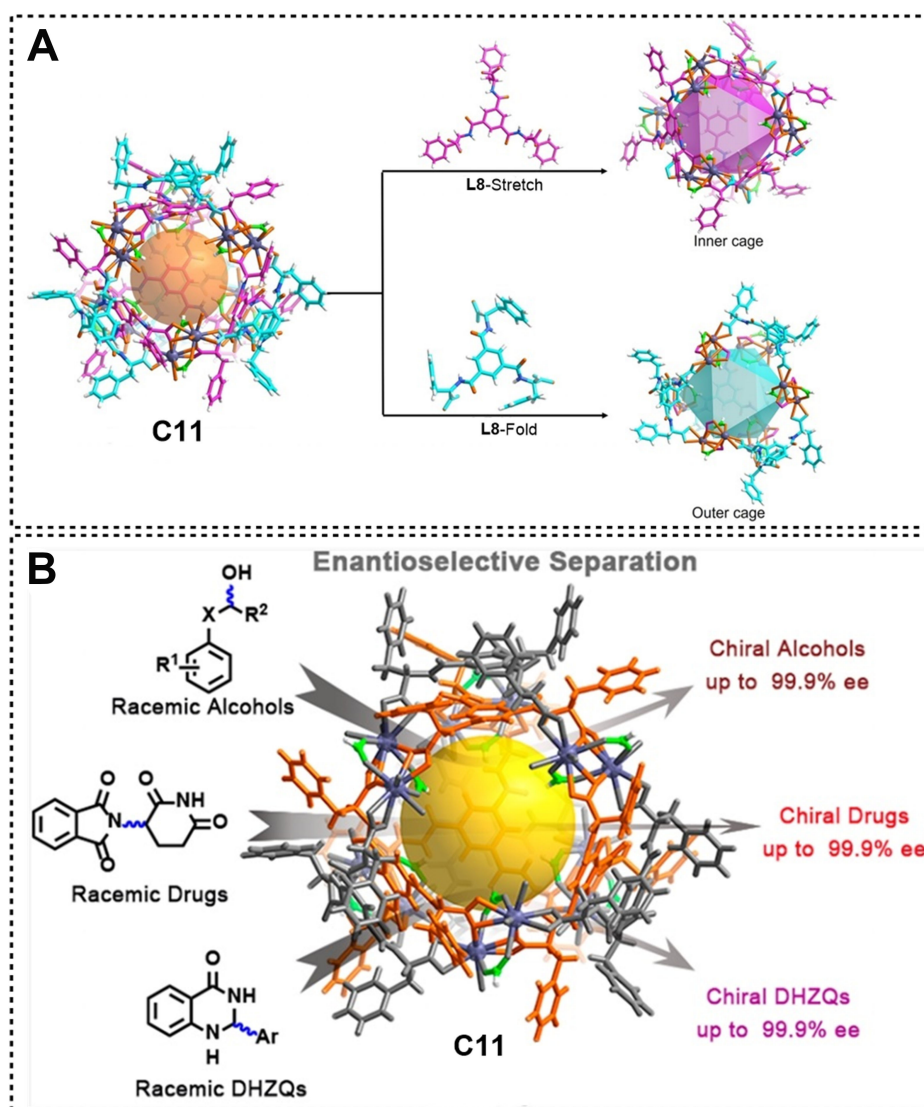 A
L8-Stretch
Inner cage
C11
L8-Fold
Outer cage
B
Enantioselective Separation
OH
X
R²
R¹
Racemic Alcohols
Chiral Alcohols
up to 99.9% ee
O
O
NH
N
O
O
Racemic Drugs
Chiral Drugs
up to 99.9% ee
O
NH
N
H
Ar
Racemic DHZQs
C11
Chiral DHZQs
up to 99.9% ee